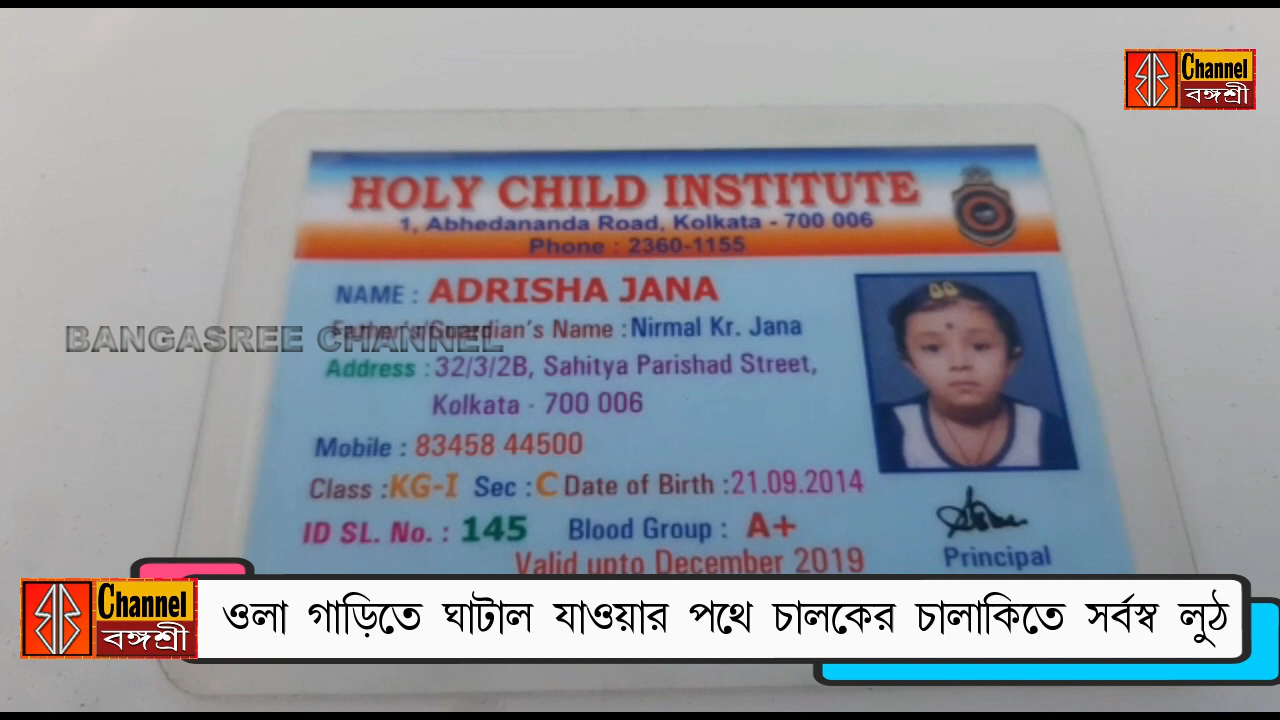 Channel
বঙ্গশ্রী
HOLY CHILD INSTITUTE
1, Abhedananda Road, Kolkata - 700 006
Phone : 2360-1155
NAME : ADRISHA JANA
Father's/Guardian's Name : Nirmal Kr. Jana
BANGASREE CHANNEL
Address : 32/3/2B, Sahitya Parishad Street,
Kolkata - 700 006
Mobile : 83458 44500
Class : KG-I Sec : C Date of Birth : 21.09.2014
ID SL. No. : 145 Blood Group : A+
Valid upto December 2019
Principal
Channel
বঙ্গশ্রী
ওলা গাড়িতে ঘাটাল যাওয়ার পথে চালকের চালাকিতে সর্বস্ব লুঠ